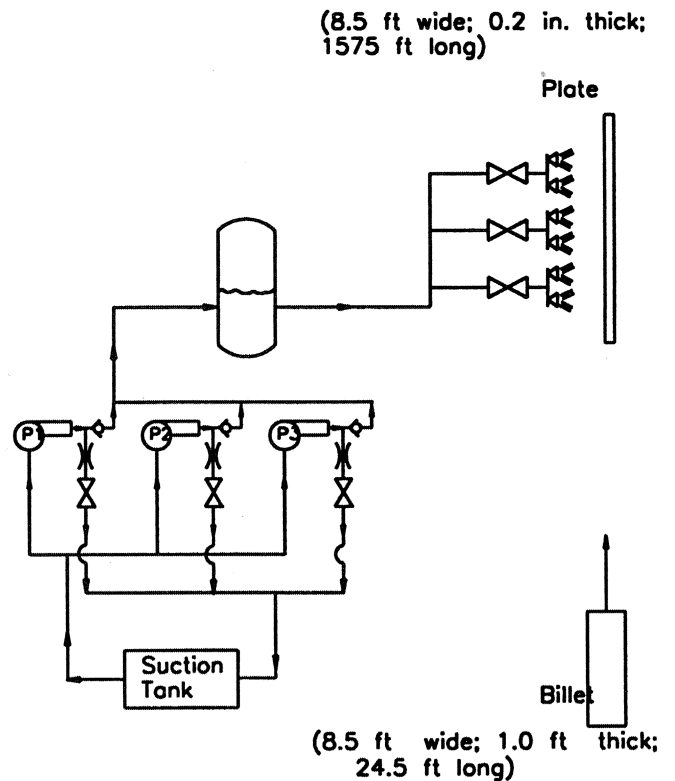 (8.5 ft wide; 0.2 in. thick;
1575 ft long)
Plate
P1
P2
P3
Suction
Tank
Billet
(8.5 ft wide; 1.0 ft thick;
24.5 ft long)